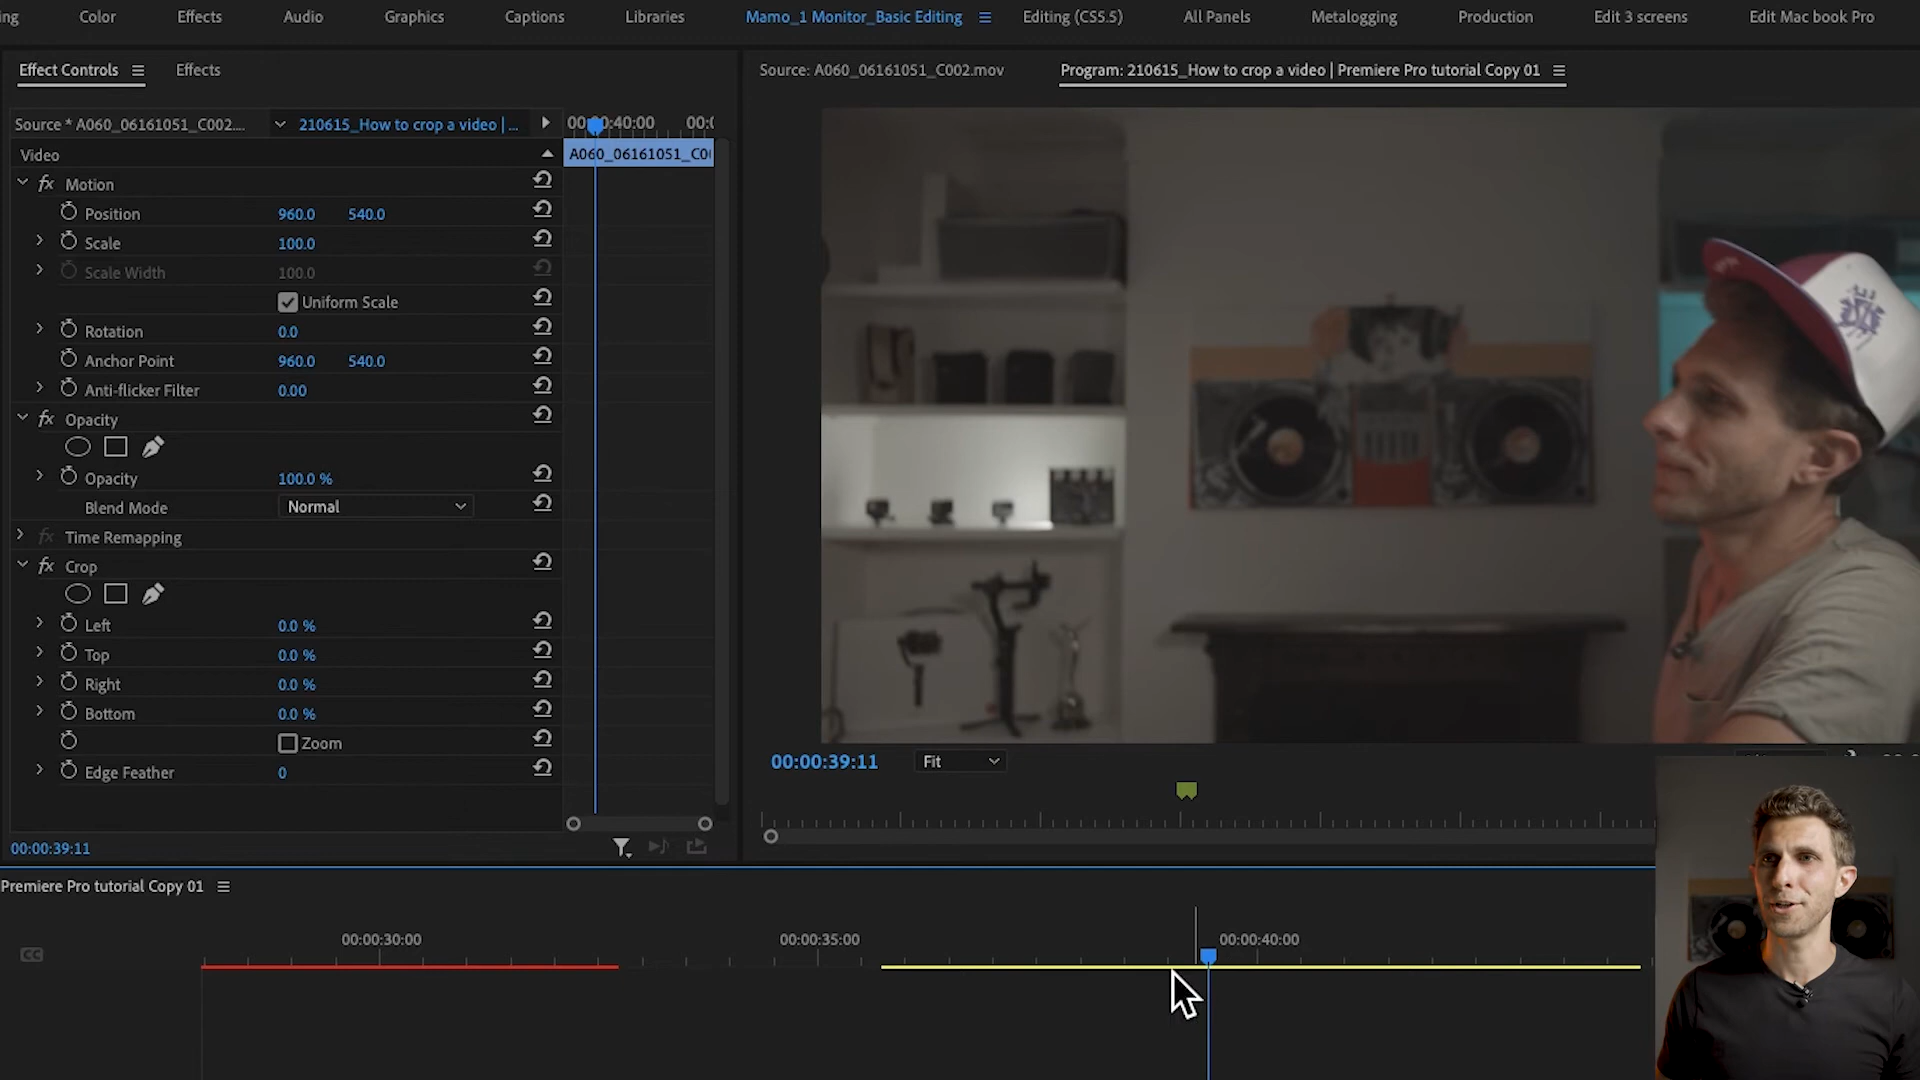 ng Color Effects Audio Graphics Captions Libraries Mamo_1 Monitor_Basic Editing Editing (CS5.5) All Panels Metalogging Production Edit 3 screens Edit Mac book Pro
Effect Controls Effects
Source: A060_06161051_C002.mov Program: 210615_How to crop a video | Premiere Pro tutorial Copy 01
Source * A060_06161051_C002.... 210615_How to crop a video | ...
Video
fx Motion
Position 960.0 540.0
Scale 100.0
Scale Width 100.0
Uniform Scale
Rotation 0.0
Anchor Point 960.0 540.0
Anti-flicker Filter 0.00
fx Opacity
Opacity 100.0 %
Blend Mode Normal
fx Time Remapping
fx Crop
Left 0.0 %
Top 0.0 %
Right 0.0 %
Bottom 0.0 %
Zoom
Edge Feather 0
00:00:39:11
A060_06161051_C0
00:00:39:11 Fit
Premiere Pro tutorial Copy 01
00:00:30:00 00:00:35:00 00:00:40:00
CC